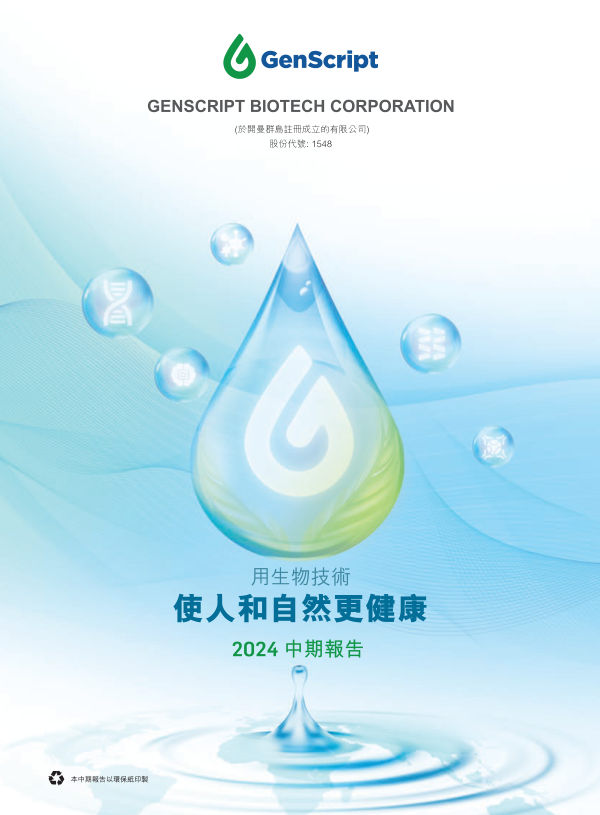 GenScript
GENSCRIPT BIOTECH CORPORATION
(於開曼群島註冊成立的有限公司)
股份代號: 1548
用生物技術
使人和自然更健康
2024 中期報告
本中期報告以環保紙印製